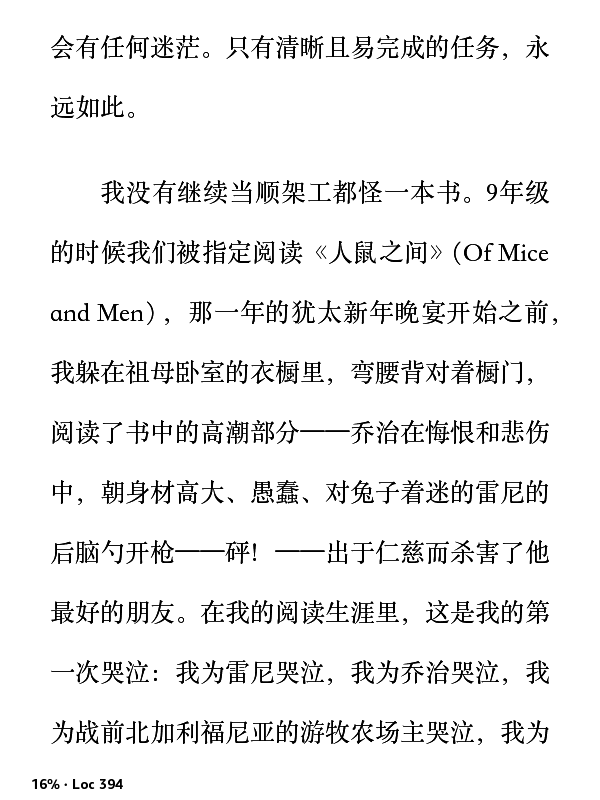 会有任何迷茫。只有清晰且易完成的任务，永
远如此。
我没有继续当顺架工都怪一本书。9年级
的时候我们被指定阅读《人鼠之间》（Of Mice
and Men），那一年的犹太新年晚宴开始之前，
我躲在祖母卧室的衣橱里，弯腰背对着橱门，
阅读了书中的高潮部分——乔治在悔恨和悲伤
中，朝身材高大、愚蠢、对兔子着迷的雷尼的
后脑勺开枪——砰！——出于仁慈而杀害了他
最好的朋友。在我的阅读生涯里，这是我的第
一次哭泣：我为雷尼哭泣，我为乔治哭泣，我
为战前北加利福尼亚的游牧农场主哭泣，我为
16% · Loc 394